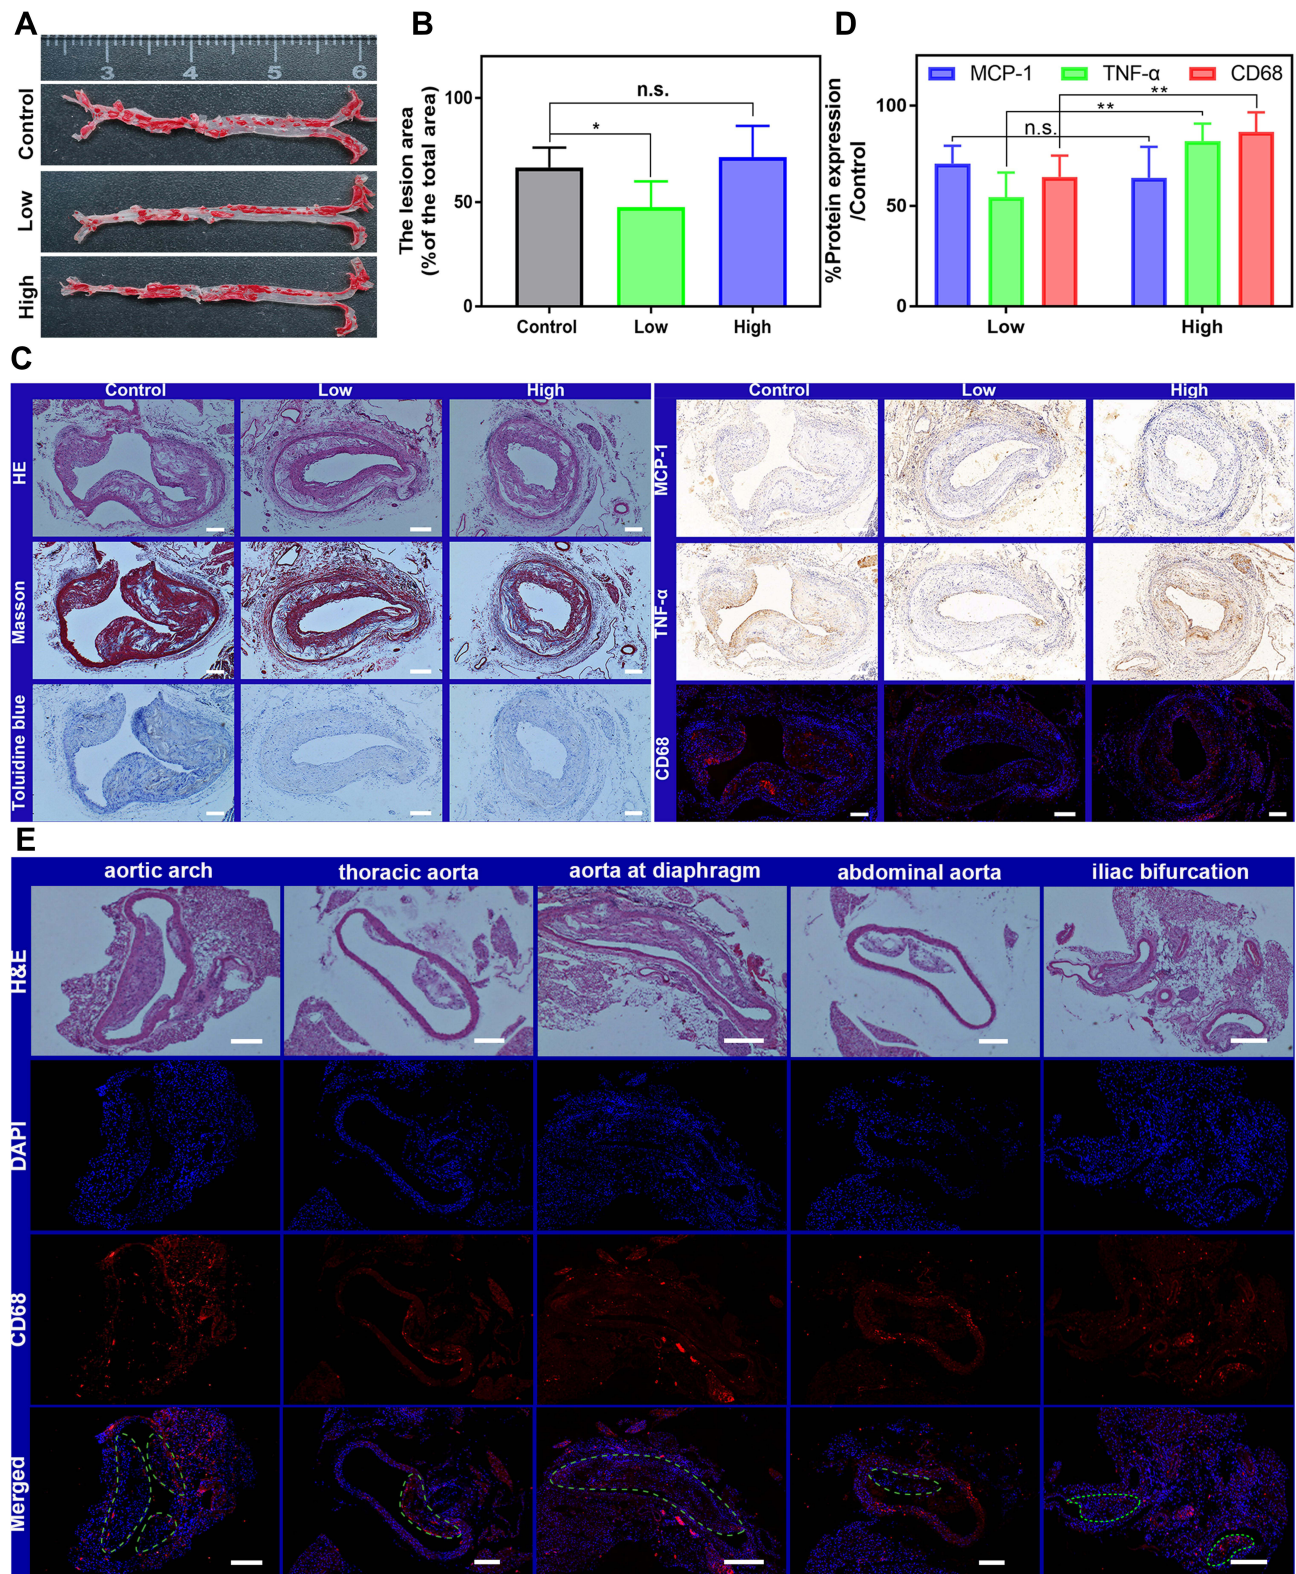 A
3 4 5 6
Control
Low
High
B
The lesion area
(%of the total area)
100
50
0
n.s.
*
Control Low High
D
%Protein expression
/Control
100
50
0
MCP-1 TNF-α CD68
**
**
n.s.
Low High
C
Control Low High
HE
Masson
Toluidine blue
Control Low High
MCP-1
TNF-α
CD68
E
aortic arch thoracic aorta aorta at diaphragm abdominal aorta iliac bifurcation
H&E
DAPI
CD68
Merged